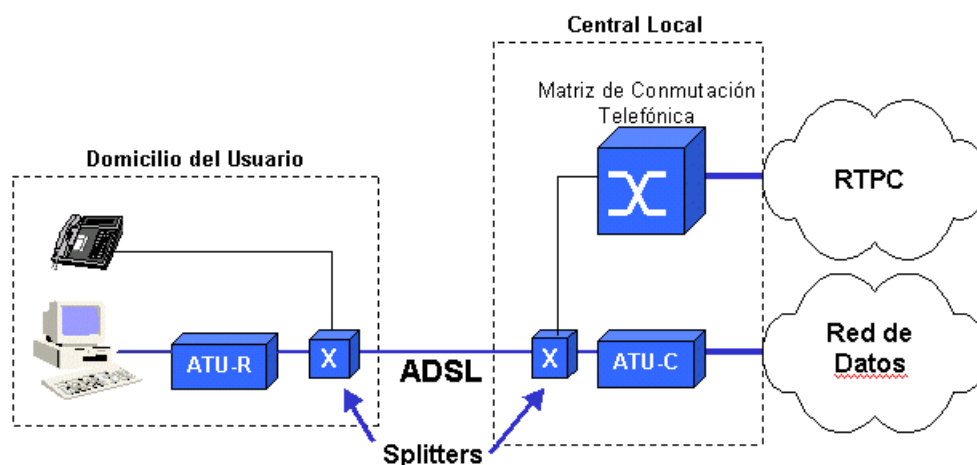 Central Local
Matriz de Conmutación
Telefónica
Domicilio del Usuario
RTPC
ATU-R
X
ADSL
X
ATU-C
Red de
Datos
Splitters